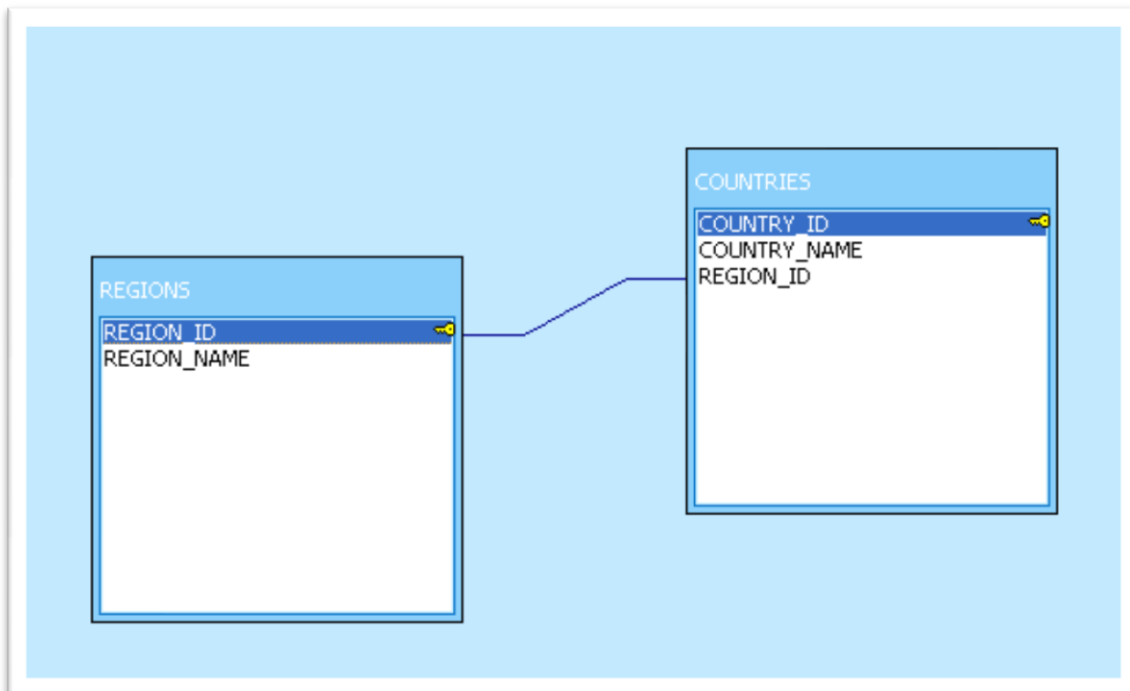 REGIONS
REGION_ID
REGION_NAME
COUNTRIES
COUNTRY_ID
COUNTRY_NAME
REGION_ID